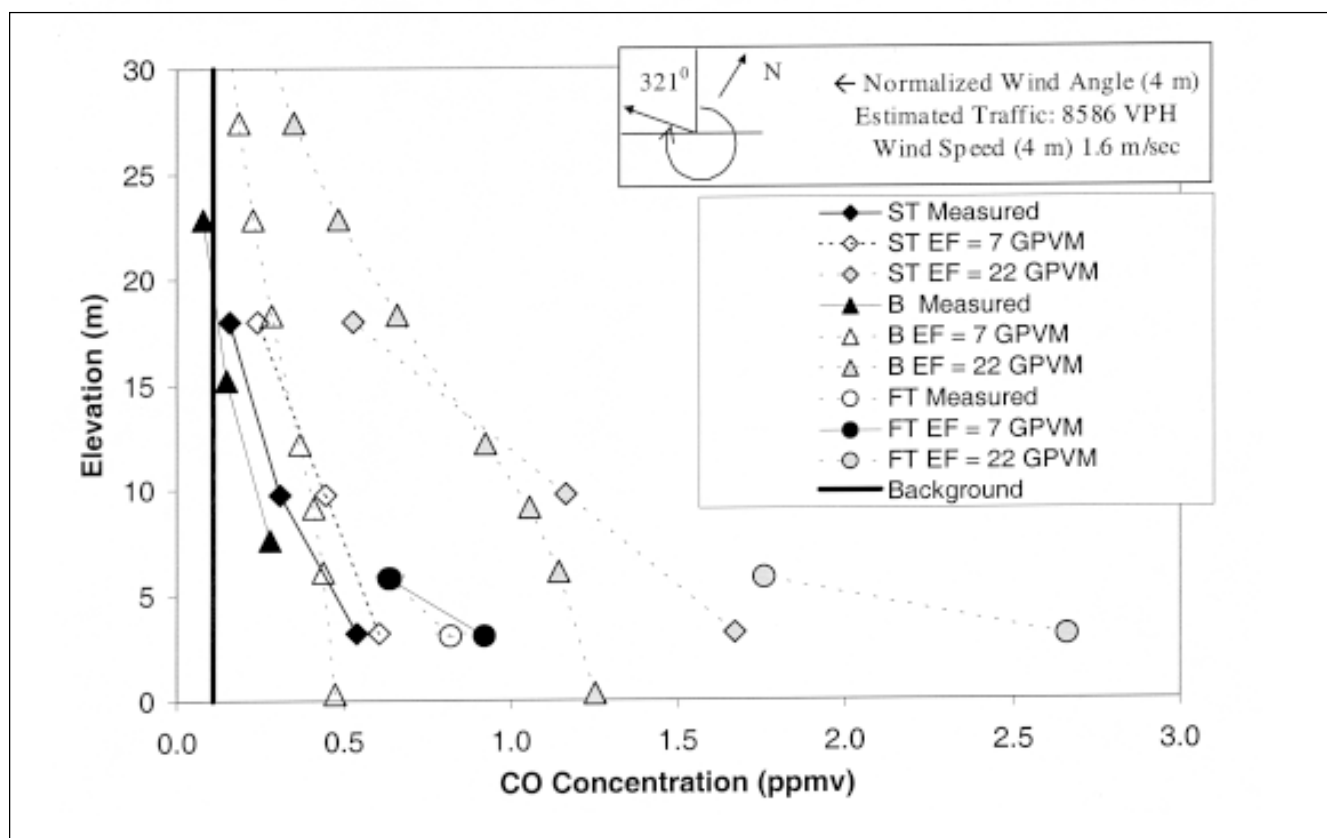 30
25
20
15
10
5
0
Elevation (m)
321⁰
N
← Normalized Wind Angle (4 m)
Estimated Traffic: 8586 VPH
Wind Speed (4 m) 1.6 m/sec
ST Measured
ST EF = 7 GPVM
ST EF = 22 GPVM
B Measured
B EF = 7 GPVM
B EF = 22 GPVM
FT Measured
FT EF = 7 GPVM
FT EF = 22 GPVM
Background
0.0 0.5 1.0 1.5 2.0 2.5 3.0
CO Concentration (ppmv)